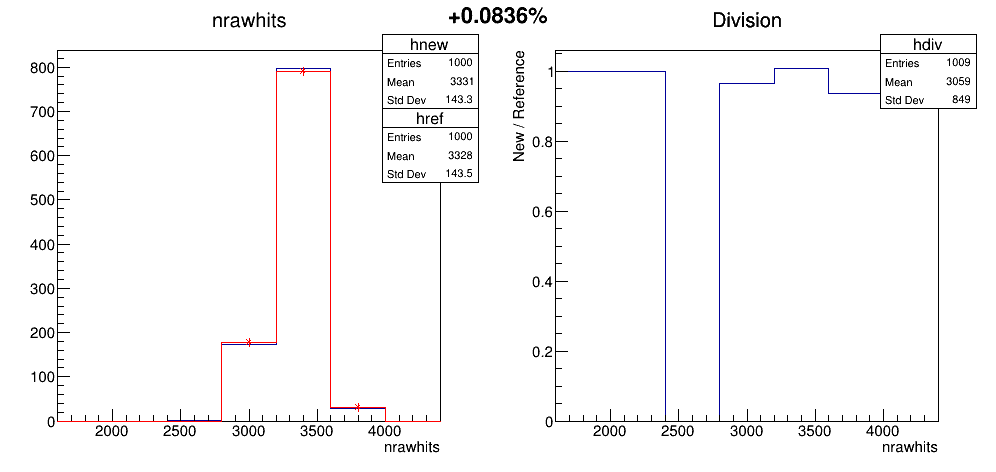 +0.0836%
nrawhits
hnew
Entries 1000
Mean 3331
Std Dev 143.3
href
Entries 1000
Mean 3328
Std Dev 143.5
800
700
600
500
400
300
200
100
0
2000 2500 3000 3500 4000
nrawhits
Division
hdiv
Entries 1009
Mean 3059
Std Dev 849
New / Reference
1
0.8
0.6
0.4
0.2
0
2000 2500 3000 3500 4000
nrawhits